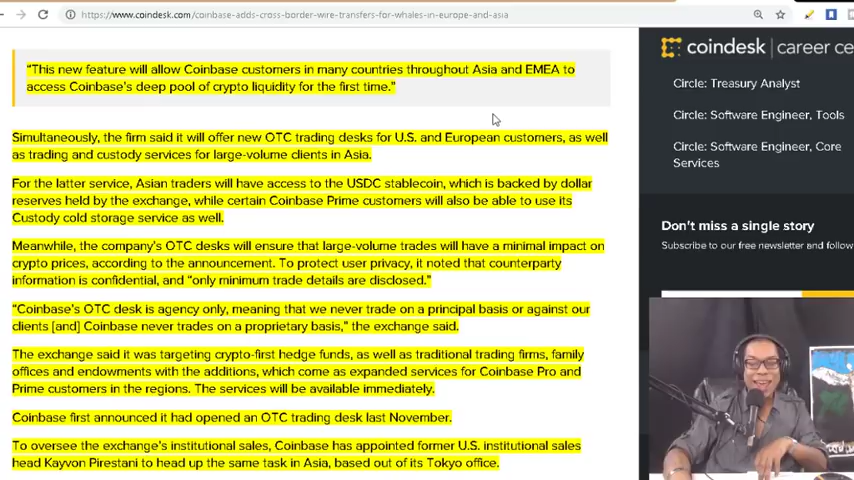 https://www.coindesk.com/coinbase-adds-cross-border-wire-transfers-for-whales-in-europe-and-asia
“This new feature will allow Coinbase customers in many countries throughout Asia and EMEA to
access Coinbase’s deep pool of crypto liquidity for the first time.”
Simultaneously, the firm said it will offer new OTC trading desks for U.S. and European customers, as well
as trading and custody services for large-volume clients in Asia.
For the latter service, Asian traders will have access to the USDC stablecoin, which is backed by dollar
reserves held by the exchange, while certain Coinbase Prime customers will also be able to use its
Custody cold storage service as well.
Meanwhile, the company’s OTC desks will ensure that large-volume trades will have a minimal impact on
crypto prices, according to the announcement. To protect user privacy, it noted that counterparty
information is confidential, and “only minimum trade details are disclosed.”
“Coinbase’s OTC desk is agency only, meaning that we never trade on a principal basis or against our
clients [and] Coinbase never trades on a proprietary basis,” the exchange said.
The exchange said it was targeting crypto-first hedge funds, as well as traditional trading firms, family
offices and endowments with the additions, which come as expanded services for Coinbase Pro and
Prime customers in the regions. The services will be available immediately.
Coinbase first announced it had opened an OTC trading desk last November.
To oversee the exchange’s institutional sales, Coinbase has appointed former U.S. institutional sales
head Kayvon Pirestani to head up the same task in Asia, based out of its Tokyo office.
coindesk | career ce
Circle: Treasury Analyst
Circle: Software Engineer, Tools
Circle: Software Engineer, Core
Services
Don’t miss a single story
Subscribe to our free newsletter and follow